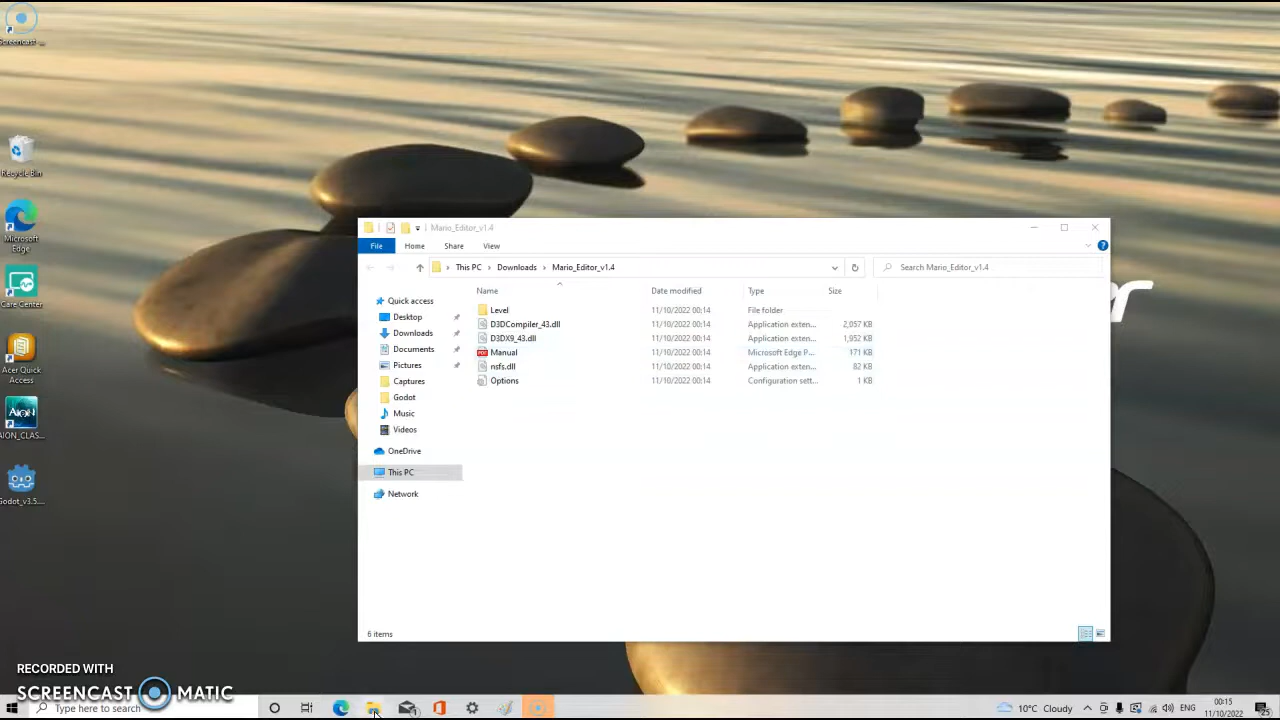 Screencast -...
Recycle Bin
Microsoft
Edge
Care Center
Acer Quick
Access
AION
AION_CLAS...
Godot_v3.5....
Mario_Editor_v1.4
File Home Share View
This PC Downloads Mario_Editor_v1.4
Search Mario_Editor_v1.4
Name Date modified Type Size
Quick access
Desktop
Downloads
Documents
Pictures
Captures
Godot
Music
Videos
OneDrive
This PC
Network
Level 11/10/2022 00:14 File folder
D3DCompiler_43.dll 11/10/2022 00:14 Application exten... 2,057 KB
D3DX9_43.dll 11/10/2022 00:14 Application exten... 1,952 KB
Manual 11/10/2022 00:14 Microsoft Edge P... 171 KB
nsfs.dll 11/10/2022 00:14 Application exten... 82 KB
Options 11/10/2022 00:14 Configuration sett... 1 KB
6 items
RECORDED WITH
SCREENCAST MATIC
Type here to search
10°C Cloudy
ENG
00:15
11/10/2022